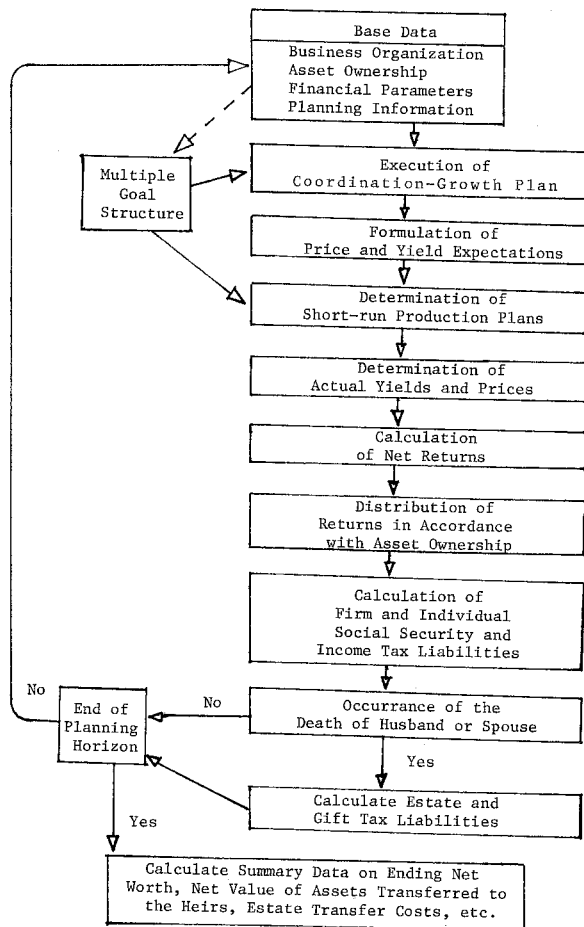 Base Data
Business Organization
Asset Ownership
Financial Parameters
Planning Information
Multiple
Goal
Structure
Execution of
Coordination-Growth Plan
Formulation of
Price and Yield Expectations
Determination of
Short-run Production Plans
Determination of
Actual Yields and Prices
Calculation
of Net Returns
Distribution of
Returns in Accordance
with Asset Ownership
Calculation of
Firm and Individual
Social Security and
Income Tax Liabilities
No
End of
Planning
Horizon
No
Occurrance of the
Death of Husband or Spouse
Yes
Calculate Estate and
Gift Tax Liabilities
Yes
Calculate Summary Data on Ending Net
Worth, Net Value of Assets Transferred to
the Heirs, Estate Transfer Costs, etc.